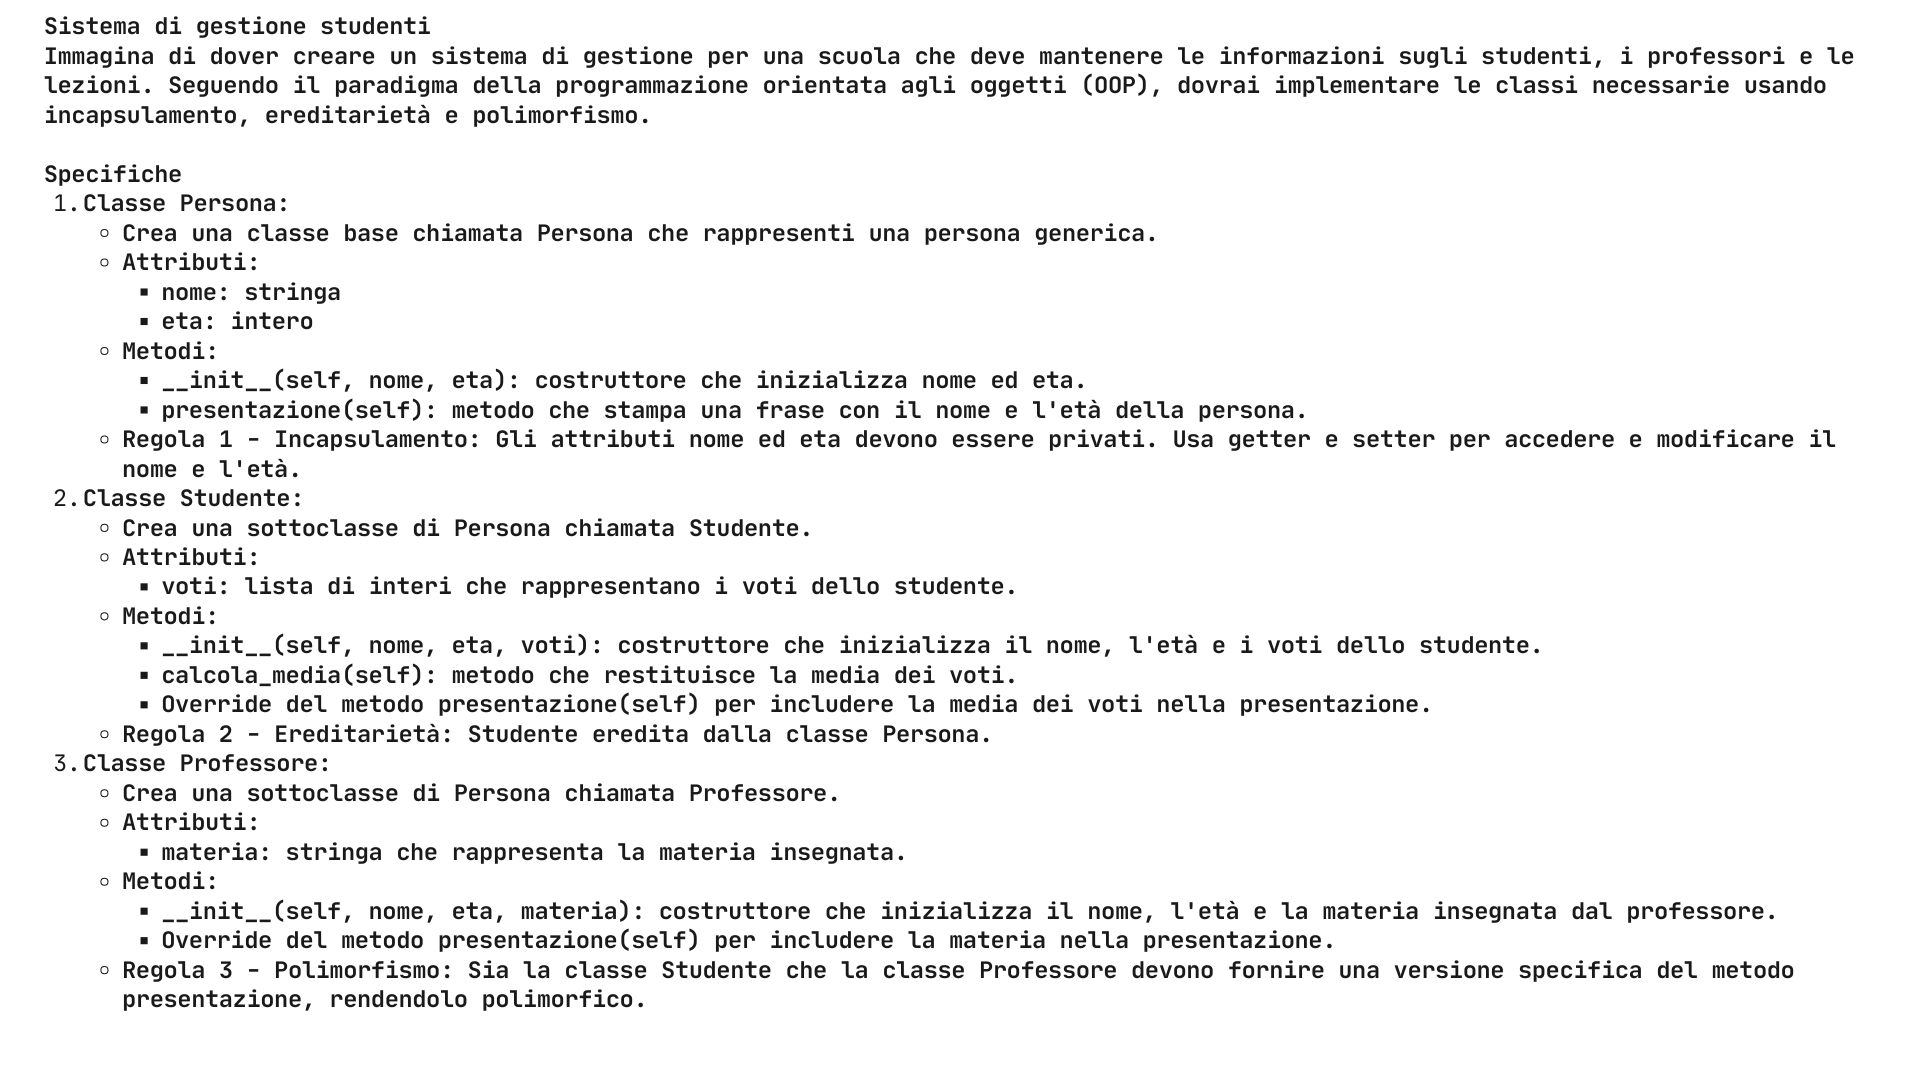 Sistema di gestione studenti
Immagina di dover creare un sistema di gestione per una scuola che deve mantenere le informazioni sugli studenti, i professori e le
lezioni. Seguendo il paradigma della programmazione orientata agli oggetti (OOP), dovrai implementare le classi necessarie usando
incapsulamento, ereditarietà e polimorfismo.

Specifiche
1. Classe Persona:
◦ Crea una classe base chiamata Persona che rappresenti una persona generica.
◦ Attributi:
▪ nome: stringa
▪ eta: intero
◦ Metodi:
▪ __init__(self, nome, eta): costruttore che inizializza nome ed eta.
▪ presentazione(self): metodo che stampa una frase con il nome e l'età della persona.
◦ Regola 1 - Incapsulamento: Gli attributi nome ed eta devono essere privati. Usa getter e setter per accedere e modificare il
nome e l'età.
2. Classe Studente:
◦ Crea una sottoclasse di Persona chiamata Studente.
◦ Attributi:
▪ voti: lista di interi che rappresentano i voti dello studente.
◦ Metodi:
▪ __init__(self, nome, eta, voti): costruttore che inizializza il nome, l'età e i voti dello studente.
▪ calcola_media(self): metodo che restituisce la media dei voti.
▪ Override del metodo presentazione(self) per includere la media dei voti nella presentazione.
◦ Regola 2 - Ereditarietà: Studente eredita dalla classe Persona.
3. Classe Professore:
◦ Crea una sottoclasse di Persona chiamata Professore.
◦ Attributi:
▪ materia: stringa che rappresenta la materia insegnata.
◦ Metodi:
▪ __init__(self, nome, eta, materia): costruttore che inizializza il nome, l'età e la materia insegnata dal professore.
▪ Override del metodo presentazione(self) per includere la materia nella presentazione.
◦ Regola 3 - Polimorfismo: Sia la classe Studente che la classe Professore devono fornire una versione specifica del metodo
presentazione, rendendolo polimorfico.